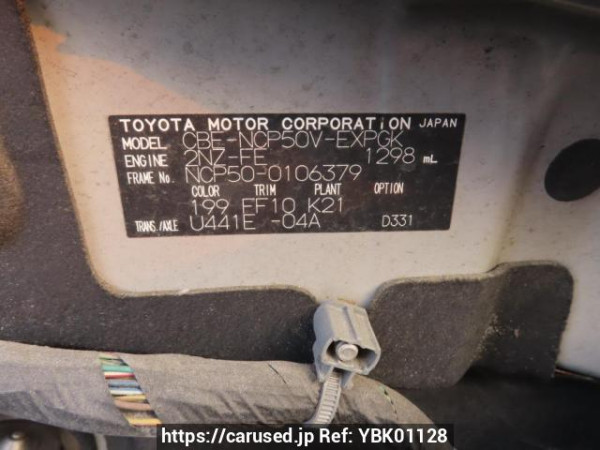 TOYOTA MOTOR CORPORATION JAPAN
MODEL CBE-NCP50V-EXPGK
ENGINE 2NZ-FE 1298 mL
FRAME No. NCP50-0106379
COLOR TRIM PLANT OPTION
199 FF10 K21
TRANS./AXLE U441E -04A D331
https://carused.jp Ref: YBK01128